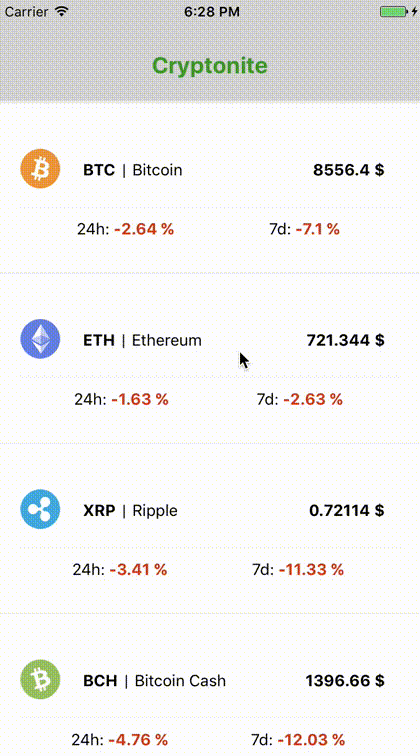 Carrier 6:28 PM
Cryptonite
BTC | Bitcoin 8556.4 $
24h: -2.64 % 7d: -7.1 %
ETH | Ethereum 721.344 $
24h: -1.63 % 7d: -2.63 %
XRP | Ripple 0.72114 $
24h: -3.41 % 7d: -11.33 %
BCH | Bitcoin Cash 1396.66 $
24h: -4.76 % 7d: -12.03 %